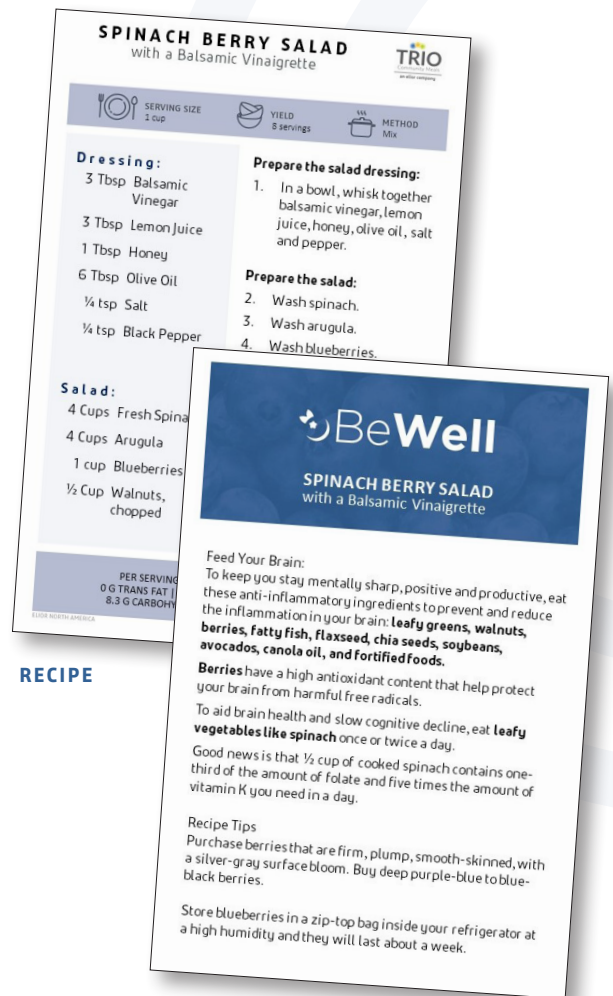 SPINACH BERRY SALAD
with a Balsamic Vinaigrette
TRIO
Community Meals
an elior company
SERVING SIZE
1 cup
YIELD
8 servings
METHOD
Mix
Dressing:
3 Tbsp Balsamic
Vinegar
3 Tbsp Lemon Juice
1 Tbsp Honey
6 Tbsp Olive Oil
¼ tsp Salt
¼ tsp Black Pepper
Salad:
4 Cups Fresh Spina
4 Cups Arugula
1 cup Blueberries
½ Cup Walnuts,
chopped
Prepare the salad dressing:
1. In a bowl, whisk together
balsamic vinegar, lemon
juice, honey, olive oil, salt
and pepper.
Prepare the salad:
2. Wash spinach.
3. Wash arugula.
4. Wash blueberries.
PER SERVING
0 G TRANS FAT |
8.3 G CARBOHY
ELIOR NORTH AMERICA
RECIPE
BeWell
SPINACH BERRY SALAD
with a Balsamic Vinaigrette
Feed Your Brain:
To keep you stay mentally sharp, positive and productive, eat
these anti-inflammatory ingredients to prevent and reduce
the inflammation in your brain: leafy greens, walnuts,
berries, fatty fish, flaxseed, chia seeds, soybeans,
avocados, canola oil, and fortified foods.
Berries have a high antioxidant content that help protect
your brain from harmful free radicals.
To aid brain health and slow cognitive decline, eat leafy
vegetables like spinach once or twice a day.
Good news is that ½ cup of cooked spinach contains one-
third of the amount of folate and five times the amount of
vitamin K you need in a day.
Recipe Tips
Purchase berries that are firm, plump, smooth-skinned, with
a silver-gray surface bloom. Buy deep purple-blue to blue-
black berries.
Store blueberries in a zip-top bag inside your refrigerator at
a high humidity and they will last about a week.